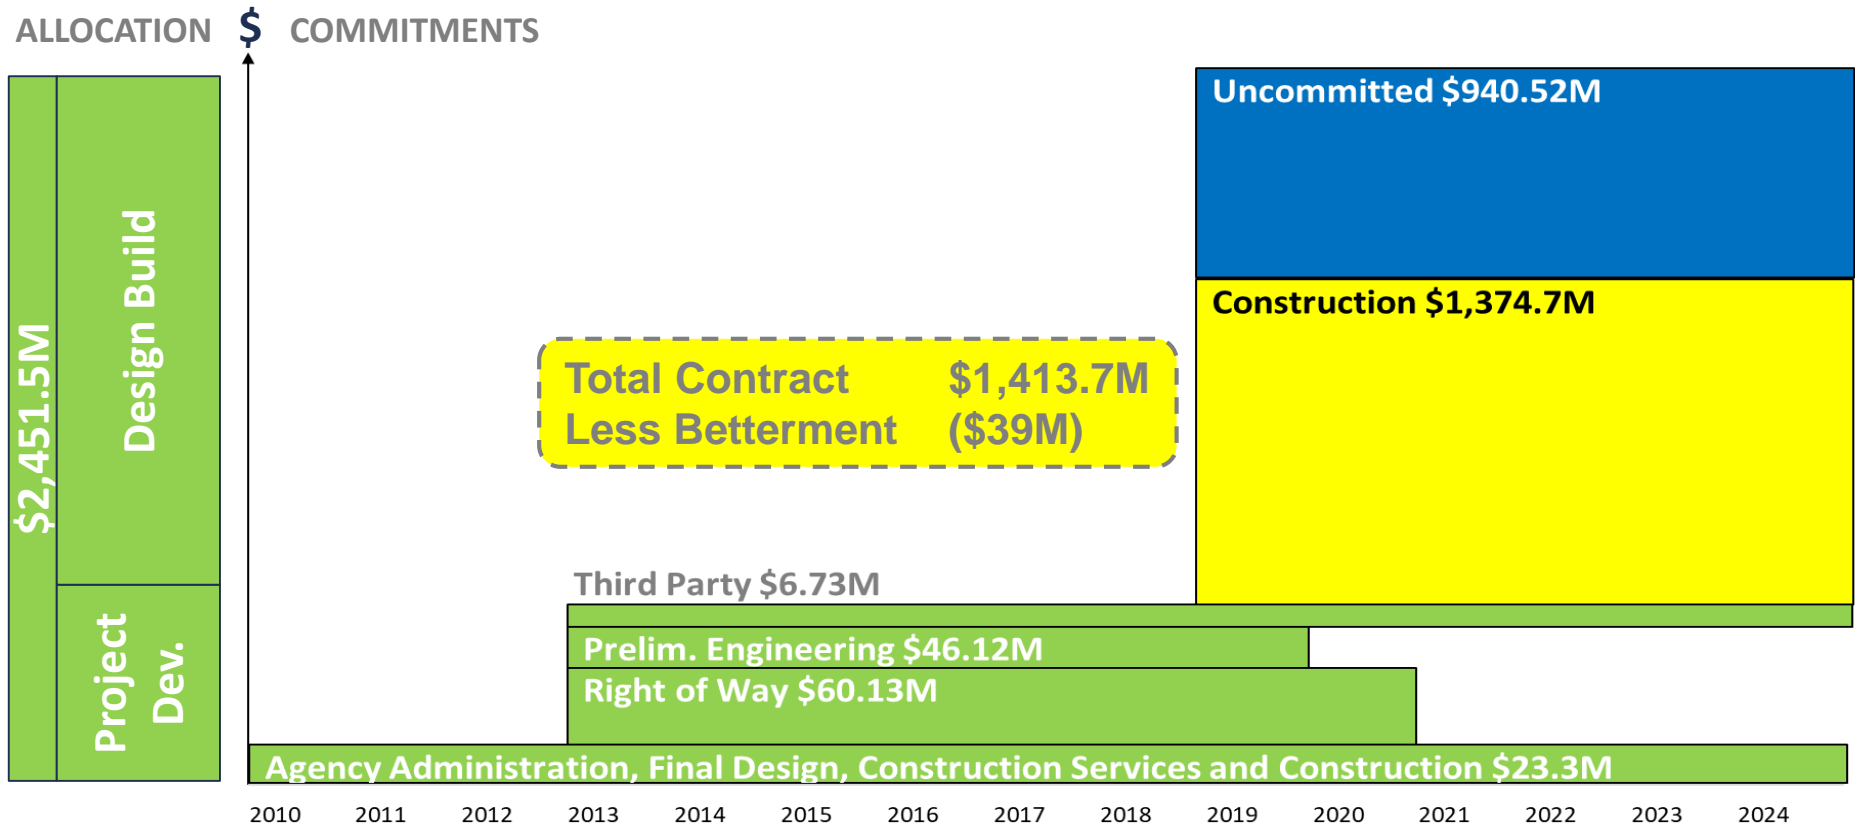 ALLOCATION $ COMMITMENTS
$2,451.5M
Design Build
Project
Dev.
Uncommitted $940.52M
Construction $1,374.7M
Total Contract $1,413.7M
Less Betterment ($39M)
Third Party $6.73M
Prelim. Engineering $46.12M
Right of Way $60.13M
Agency Administration, Final Design, Construction Services and Construction $23.3M
2010 2011 2012 2013 2014 2015 2016 2017 2018 2019 2020 2021 2022 2023 2024